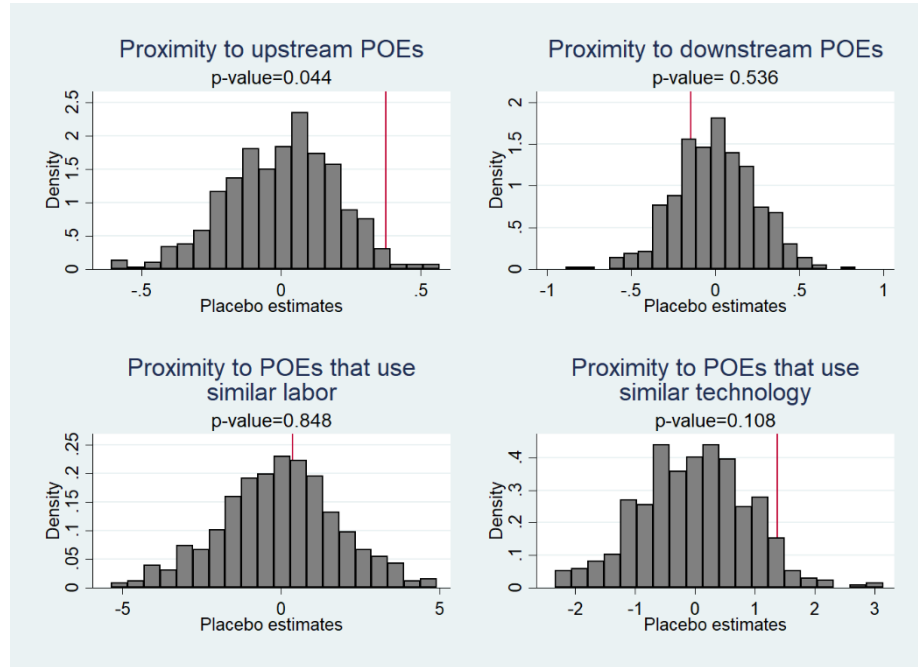 Proximity to upstream POEs
p-value=0.044
2.5
2
1.5
1
.5
0
Density
-.5 0 .5
Placebo estimates
Proximity to downstream POEs
p-value= 0.536
2
1.5
1
.5
0
Density
-1 -.5 0 .5 1
Placebo estimates
Proximity to POEs that use
similar labor
p-value=0.848
.25
.2
.15
.1
.05
0
Density
-5 0 5
Placebo estimates
Proximity to POEs that use
similar technology
p-value=0.108
.4
.3
.2
.1
0
Density
-2 -1 0 1 2 3
Placebo estimates